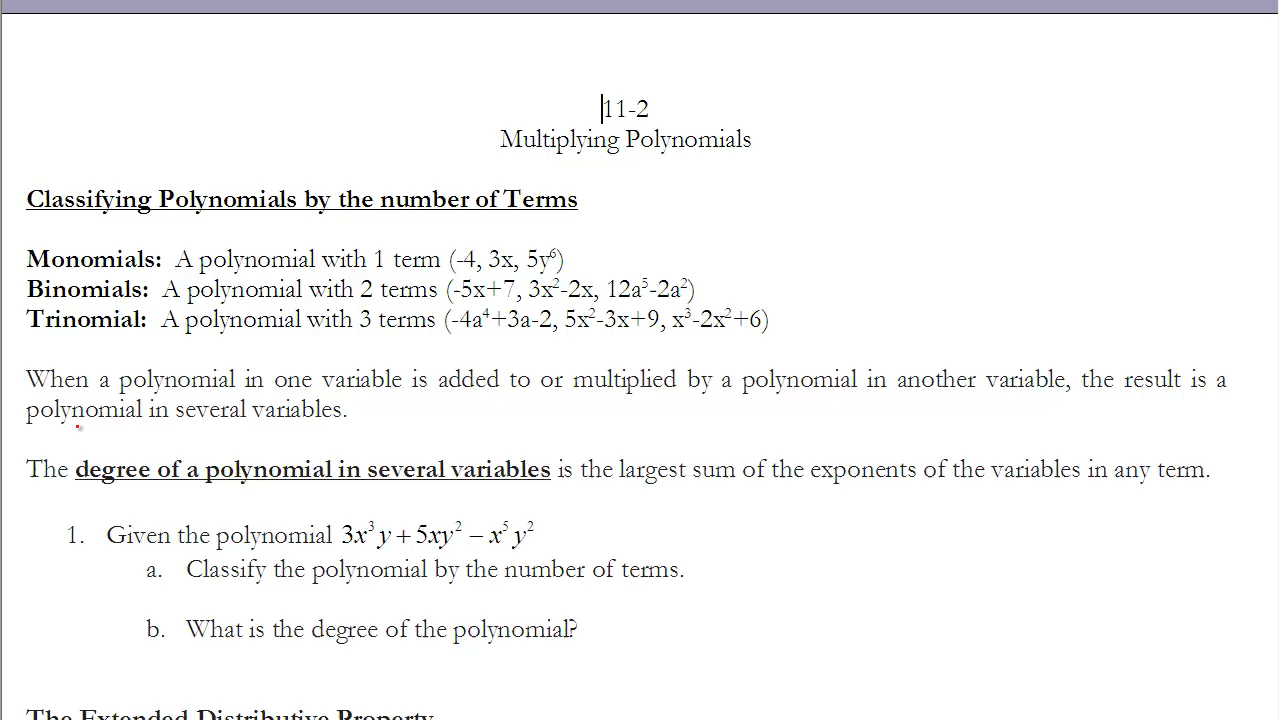 11-2
Multiplying Polynomials
Classifying Polynomials by the number of Terms
Monomials: A polynomial with 1 term (-4, 3x, 5y⁶)
Binomials: A polynomial with 2 terms (-5x+7, 3x²-2x, 12a⁵-2a²)
Trinomial: A polynomial with 3 terms (-4a⁴+3a-2, 5x²-3x+9, x³-2x²+6)
When a polynomial in one variable is added to or multiplied by a polynomial in another variable, the result is a
polynomial in several variables.
The degree of a polynomial in several variables is the largest sum of the exponents of the variables in any term.
1. Given the polynomial 3x³y + 5xy² − x⁵y²
a. Classify the polynomial by the number of terms.
b. What is the degree of the polynomial?
The Extended Distributive Property